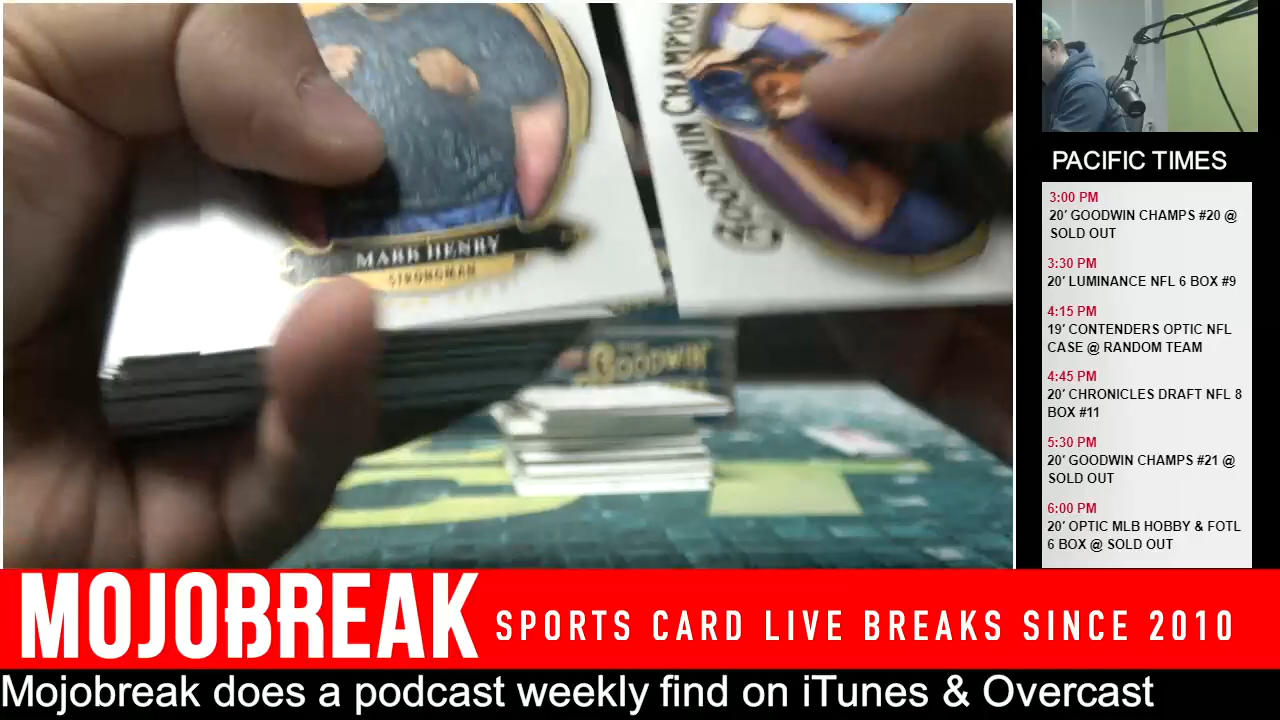 MARK HENRY
STRONGMAN
GOODWIN CHAMPION
GOODWIN
PACIFIC TIMES
3:00 PM
20' GOODWIN CHAMPS #20 @
SOLD OUT
3:30 PM
20' LUMINANCE NFL 6 BOX #9
4:15 PM
19' CONTENDERS OPTIC NFL
CASE @ RANDOM TEAM
4:45 PM
20' CHRONICLES DRAFT NFL 8
BOX #11
5:30 PM
20' GOODWIN CHAMPS #21 @
SOLD OUT
6:00 PM
20' OPTIC MLB HOBBY & FOTL
6 BOX @ SOLD OUT
MOJOBREAK SPORTS CARD LIVE BREAKS SINCE 2010
Mojobreak does a podcast weekly find on iTunes & Overcast